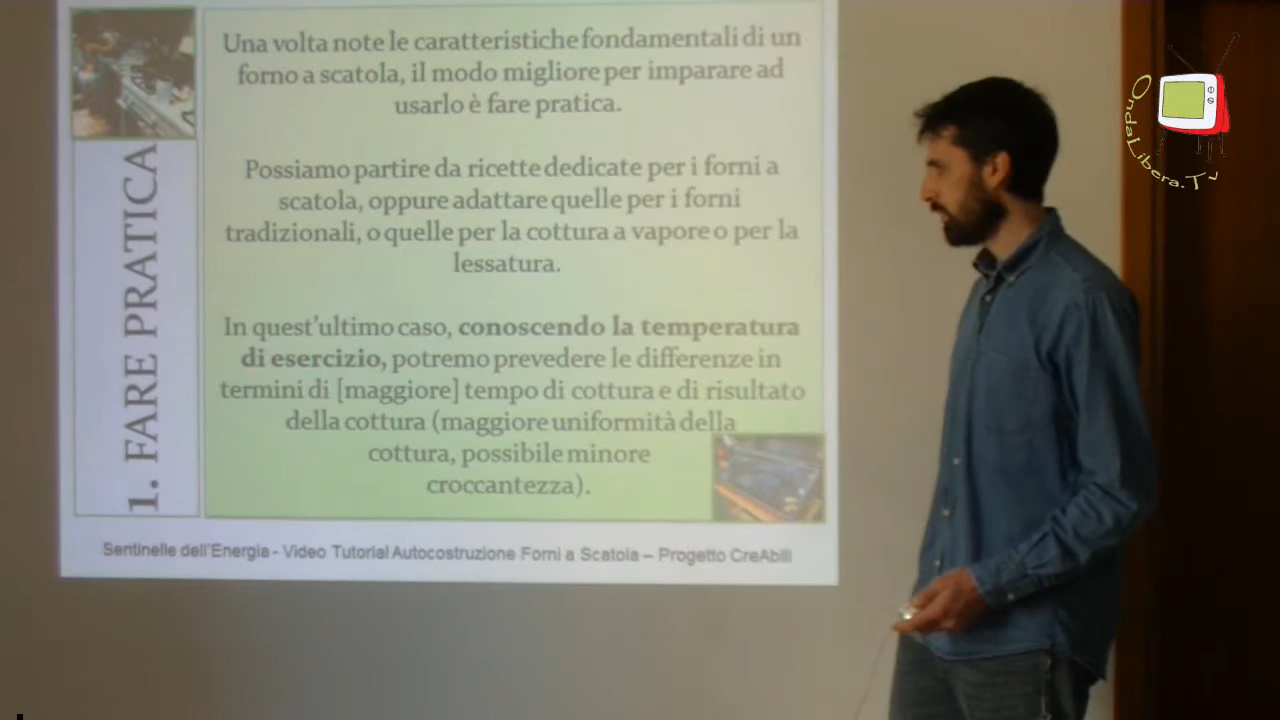 Una volta note le caratteristiche fondamentali di un
forno a scatola, il modo migliore per imparare ad
usarlo è fare pratica.
Possiamo partire da ricette dedicate per i forni a
scatola, oppure adattare quelle per i forni
tradizionali, o quelle per la cottura a vapore o per la
lessatura.
In quest'ultimo caso, conoscendo la temperatura
di esercizio, potremo prevedere le differenze in
termini di [maggiore] tempo di cottura e di risultato
della cottura (maggiore uniformità della
cottura, possibile minore
croccantezza).
1. FARE PRATICA
Sentinelle dell'Energia - Video Tutorial Autocostruzione Forni a Scatola – Progetto CreAbili
OndaLibera.Tv